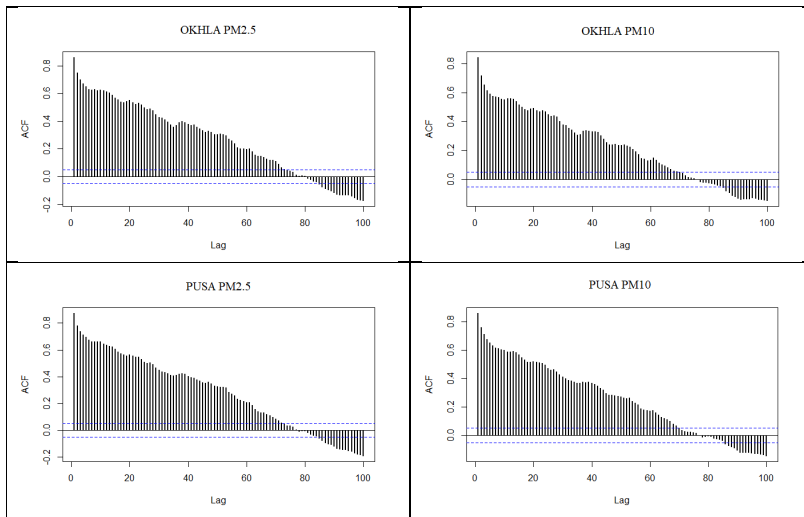 OKHLA PM2.5
ACF
-0.2 0.0 0.2 0.4 0.6 0.8
0 20 40 60 80 100
Lag
OKHLA PM10
ACF
0.0 0.2 0.4 0.6 0.8
0 20 40 60 80 100
Lag
PUSA PM2.5
ACF
-0.2 0.0 0.2 0.4 0.6 0.8
0 20 40 60 80 100
Lag
PUSA PM10
ACF
0.0 0.2 0.4 0.6 0.8
0 20 40 60 80 100
Lag